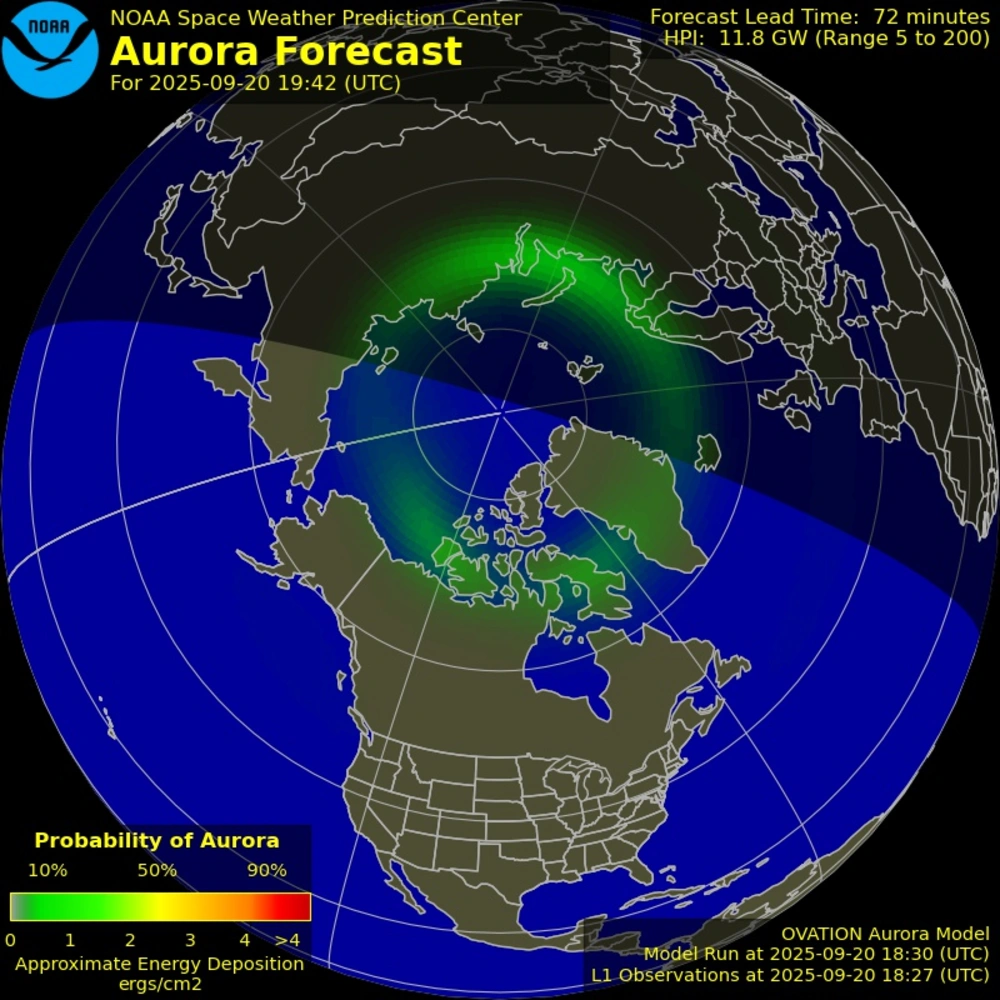 NOAA
NOAA Space Weather Prediction Center
Aurora Forecast
For 2025-09-20 19:42 (UTC)
Forecast Lead Time: 72 minutes
HPI: 11.8 GW (Range 5 to 200)
Probability of Aurora
10% 50% 90%
0 1 2 3 4 >4
Approximate Energy Deposition
ergs/cm2
OVATION Aurora Model
Model Run at 2025-09-20 18:30 (UTC)
L1 Observations at 2025-09-20 18:27 (UTC)